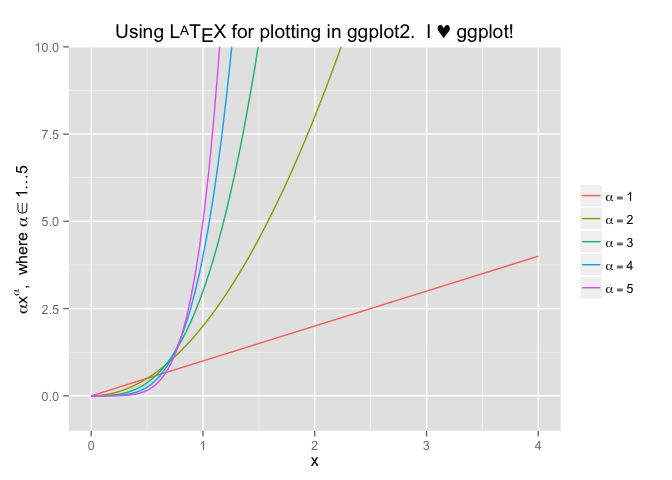 Using LATEX for plotting in ggplot2.  I ♥ ggplot!
10.0
7.5
5.0
2.5
0.0
αx^α,  where α ∈ 1…5
0 1 2 3 4
x
α = 1
α = 2
α = 3
α = 4
α = 5